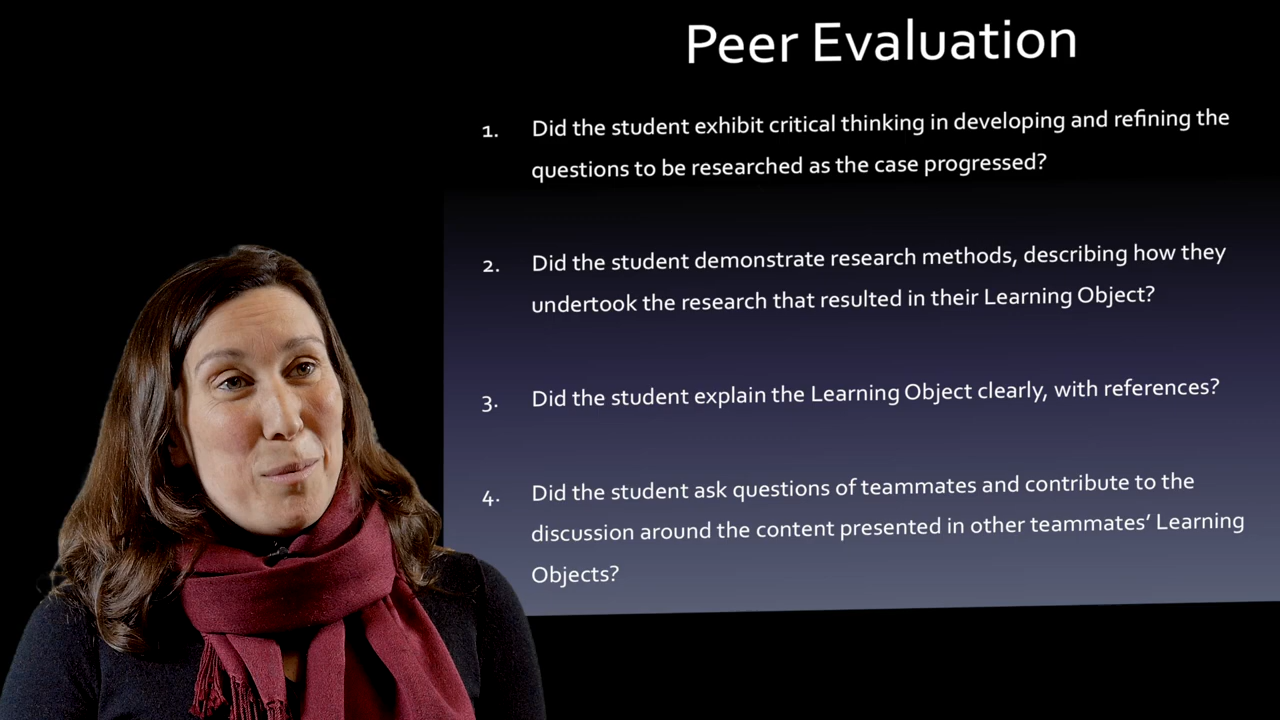 Peer Evaluation
1. Did the student exhibit critical thinking in developing and refining the
questions to be researched as the case progressed?
2. Did the student demonstrate research methods, describing how they
undertook the research that resulted in their Learning Object?
3. Did the student explain the Learning Object clearly, with references?
4. Did the student ask questions of teammates and contribute to the
discussion around the content presented in other teammates’ Learning
Objects?